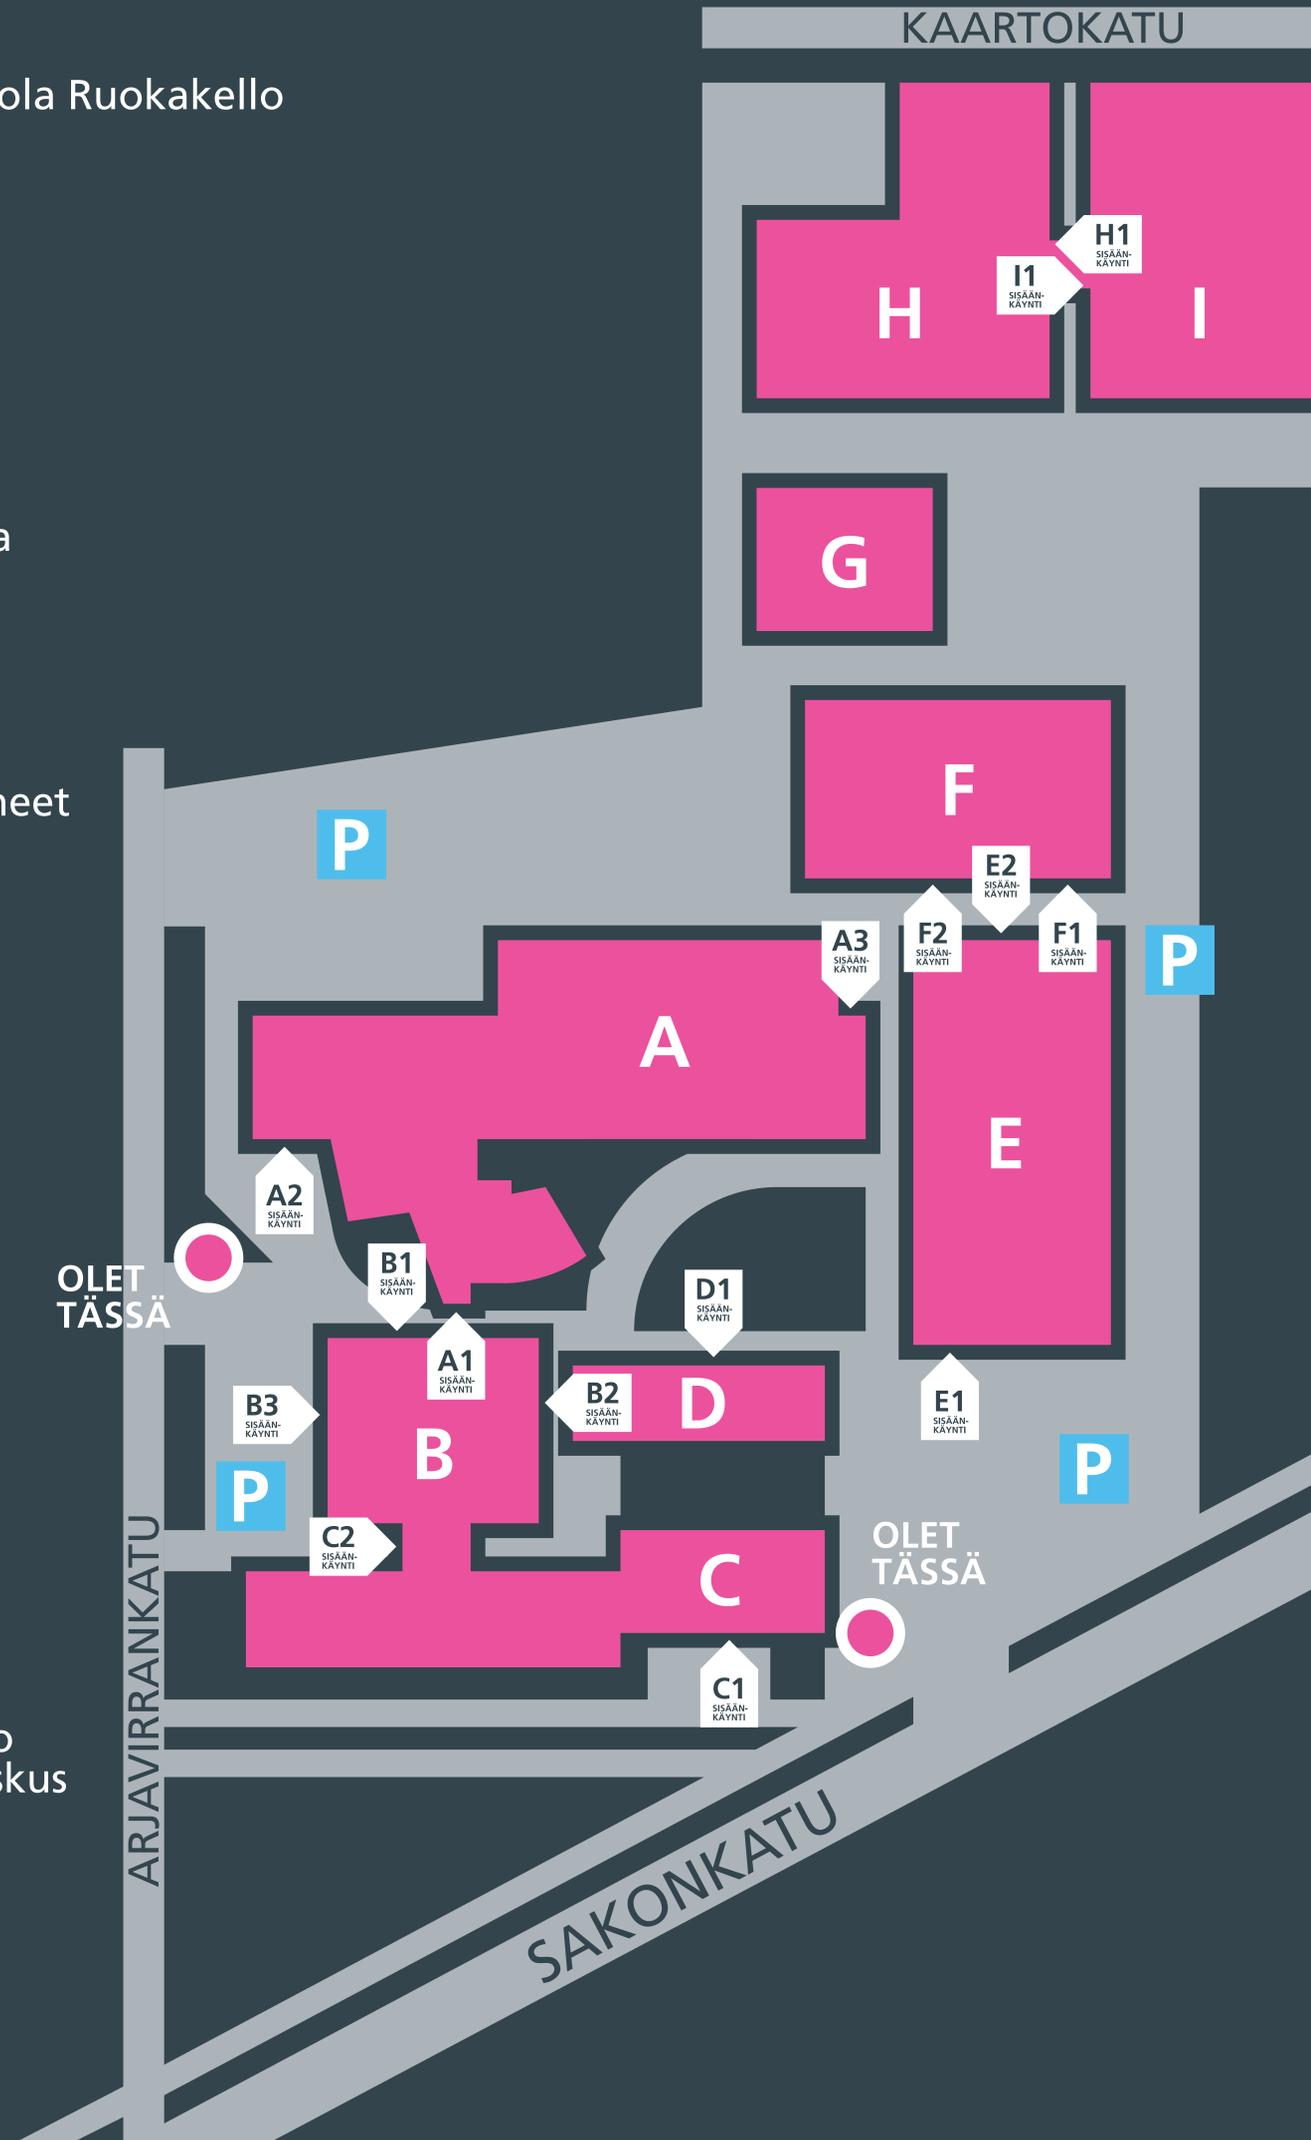 KAARTOKATU
ola Ruokakello
H1
SISÄÄN-
KÄYNTI
I1
SISÄÄN-
KÄYNTI
H
I
a
G
F
neet
P
E2
SISÄÄN-
KÄYNTI
A3
SISÄÄN-
KÄYNTI
F2
SISÄÄN-
KÄYNTI
F1
SISÄÄN-
KÄYNTI
P
A
E
A2
SISÄÄN-
KÄYNTI
OLET
TÄSSÄ
B1
SISÄÄN-
KÄYNTI
D1
SISÄÄN-
KÄYNTI
A1
SISÄÄN-
KÄYNTI
B3
SISÄÄN-
KÄYNTI
B2
SISÄÄN-
KÄYNTI
D
E1
SISÄÄN-
KÄYNTI
B
P
P
C2
SISÄÄN-
KÄYNTI
OLET
TÄSSÄ
C
C1
SISÄÄN-
KÄYNTI
ARJAVIRRANKATU
o
skus
SAKONKATU